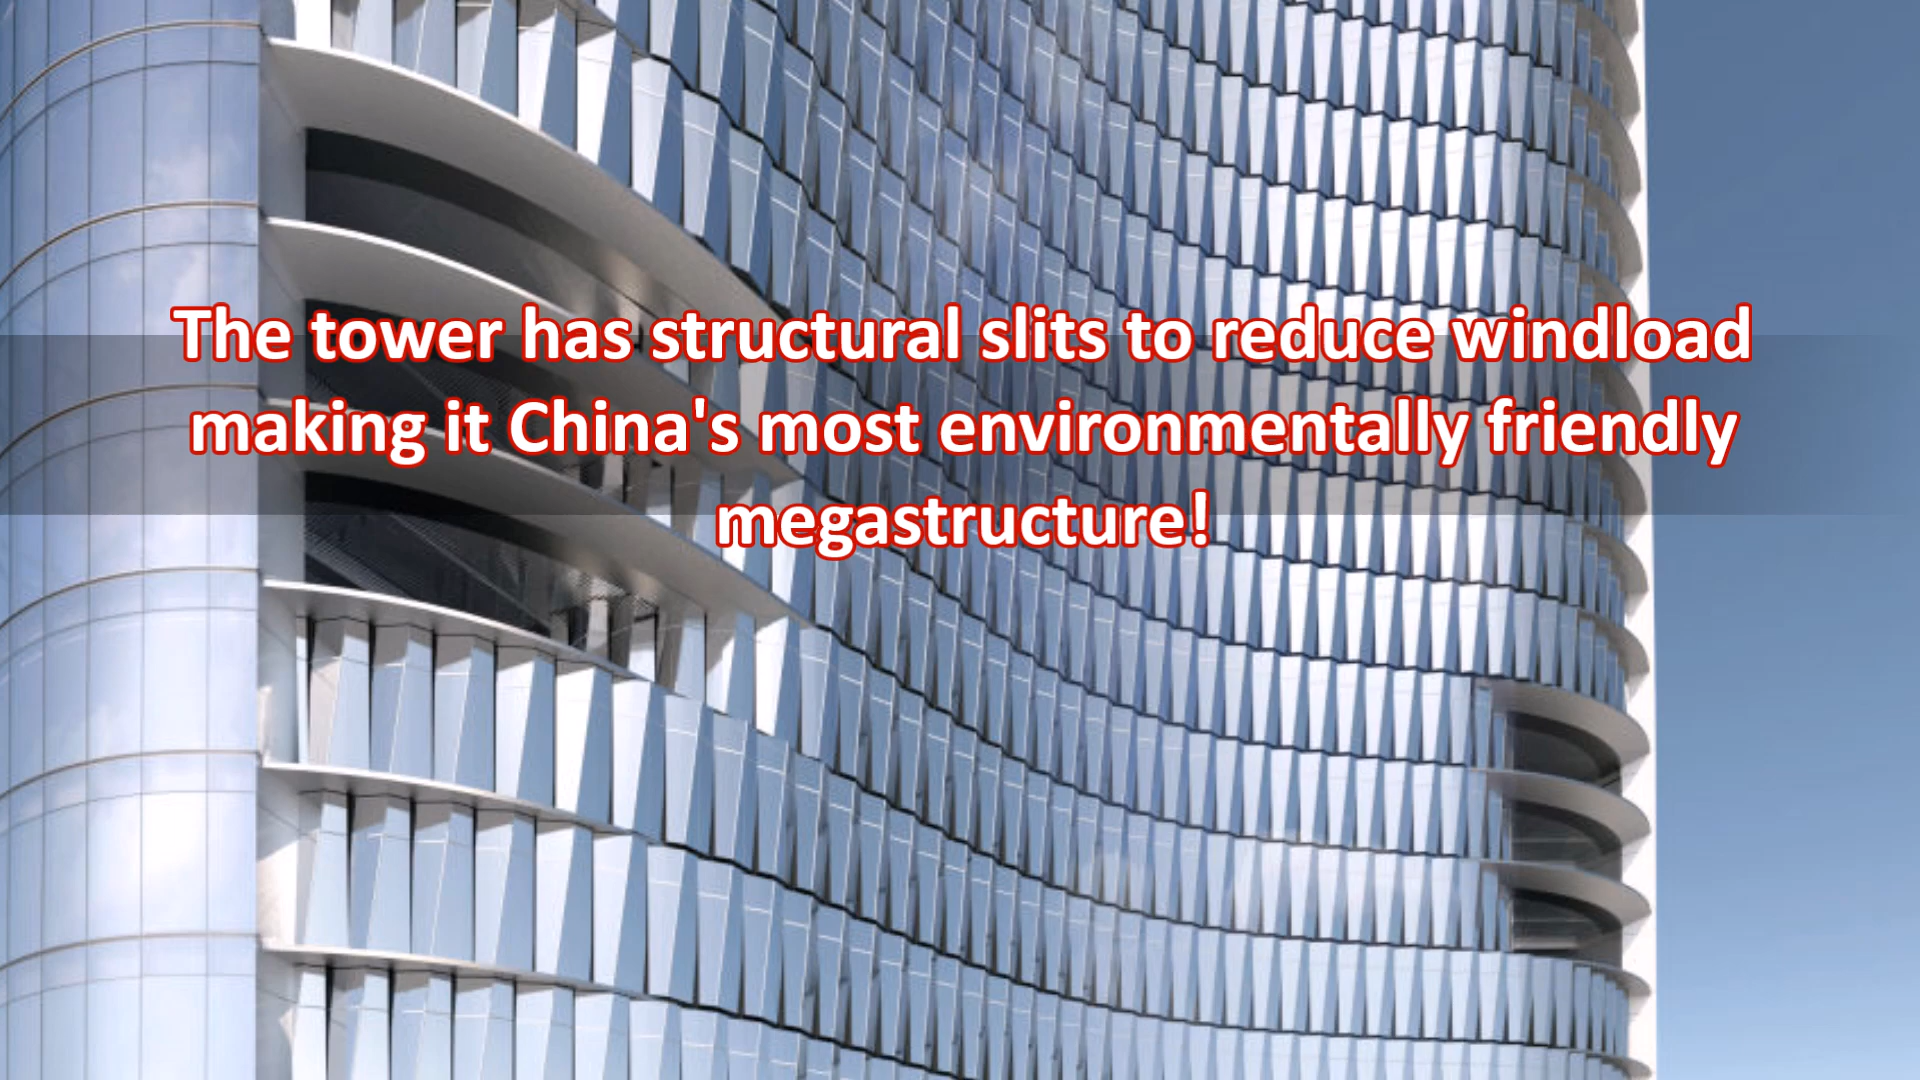 The tower has structural slits to reduce windload
making it China's most environmentally friendly
megastructure!